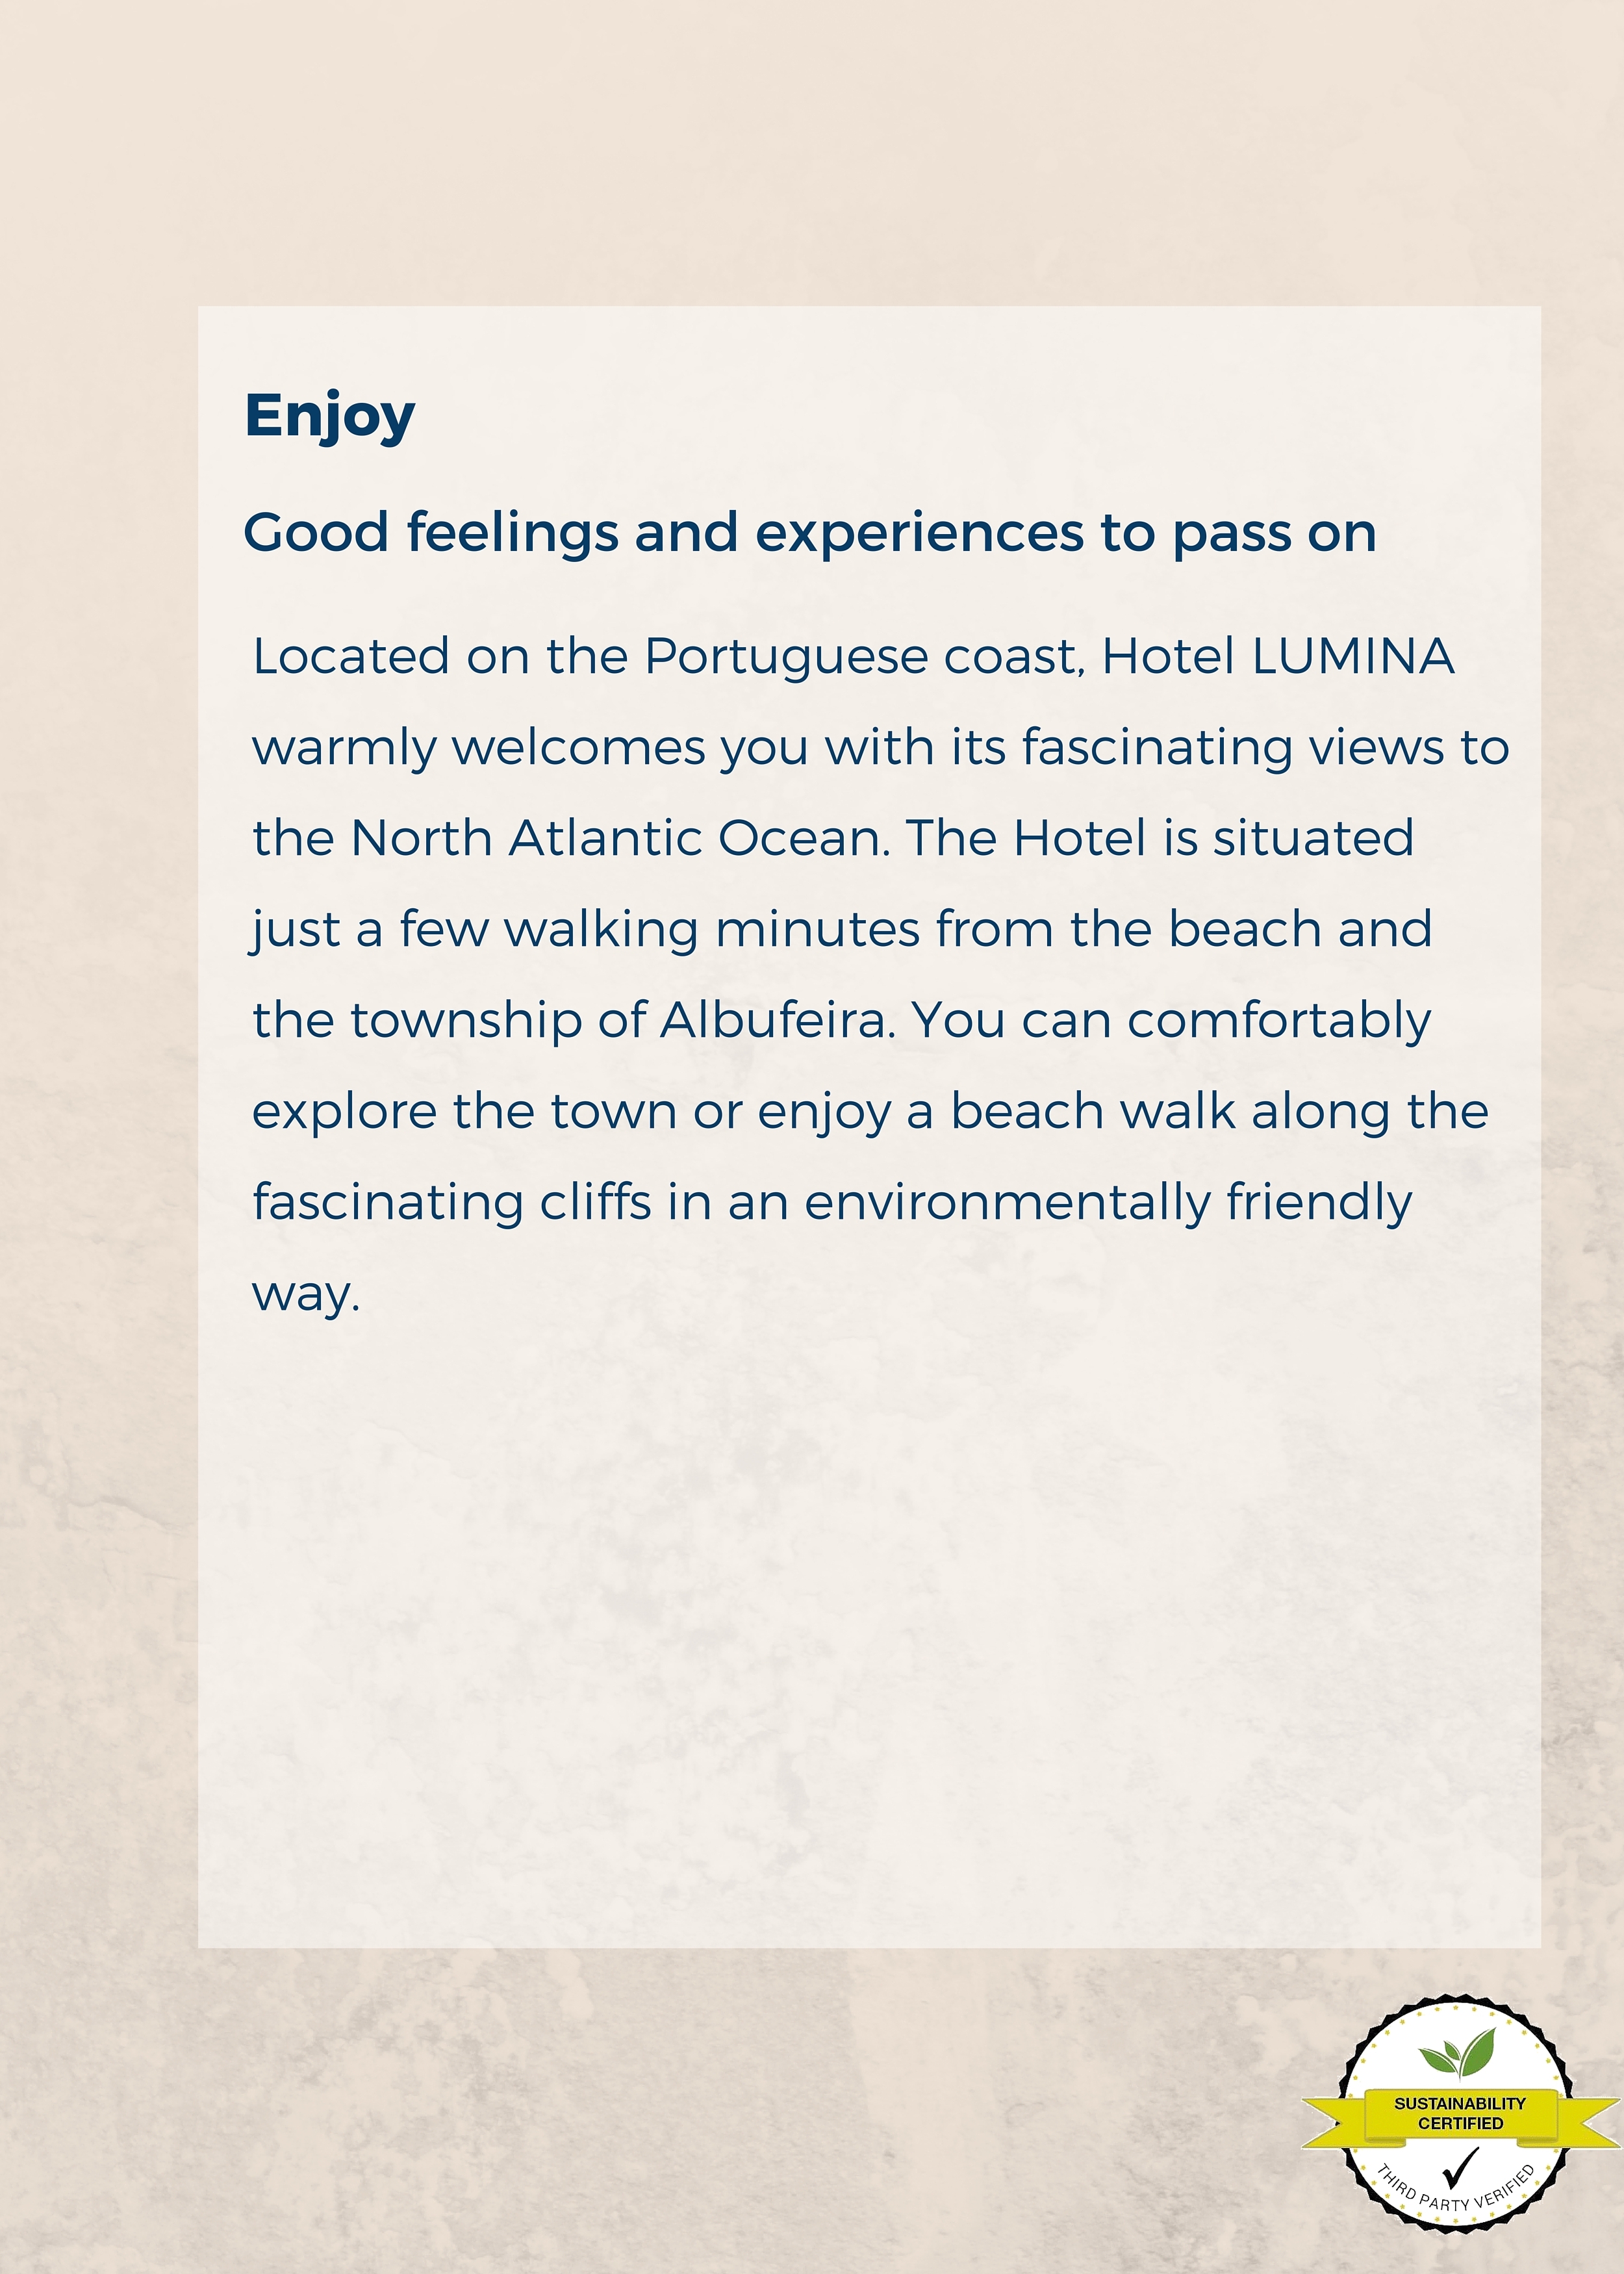 Enjoy
Good feelings and experiences to pass on
Located on the Portuguese coast, Hotel LUMINA
warmly welcomes you with its fascinating views to
the North Atlantic Ocean. The Hotel is situated
just a few walking minutes from the beach and
the township of Albufeira. You can comfortably
explore the town or enjoy a beach walk along the
fascinating cliffs in an environmentally friendly
way.
SUSTAINABILITY
CERTIFIED
THIRD PARTY VERIFIED